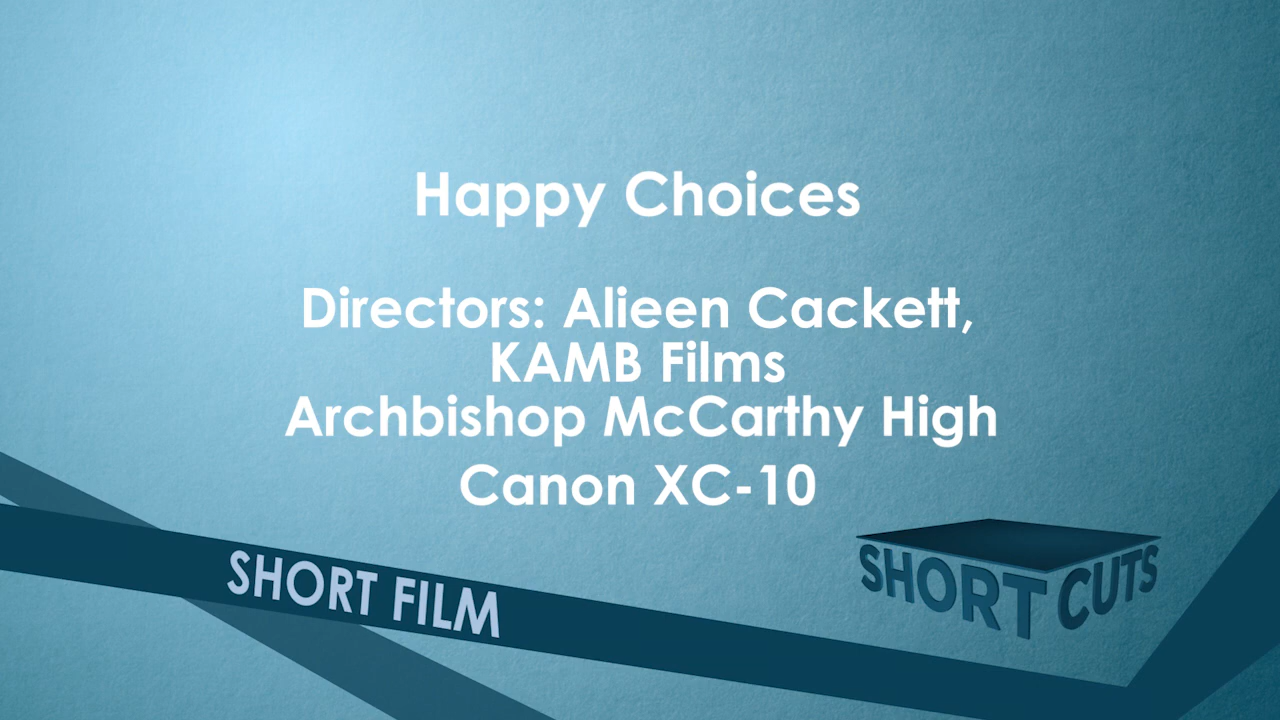 Happy Choices
Directors: Alieen Cackett,
KAMB Films
Archbishop McCarthy High
Canon XC-10
SHORT FILM
SHORT CUTS